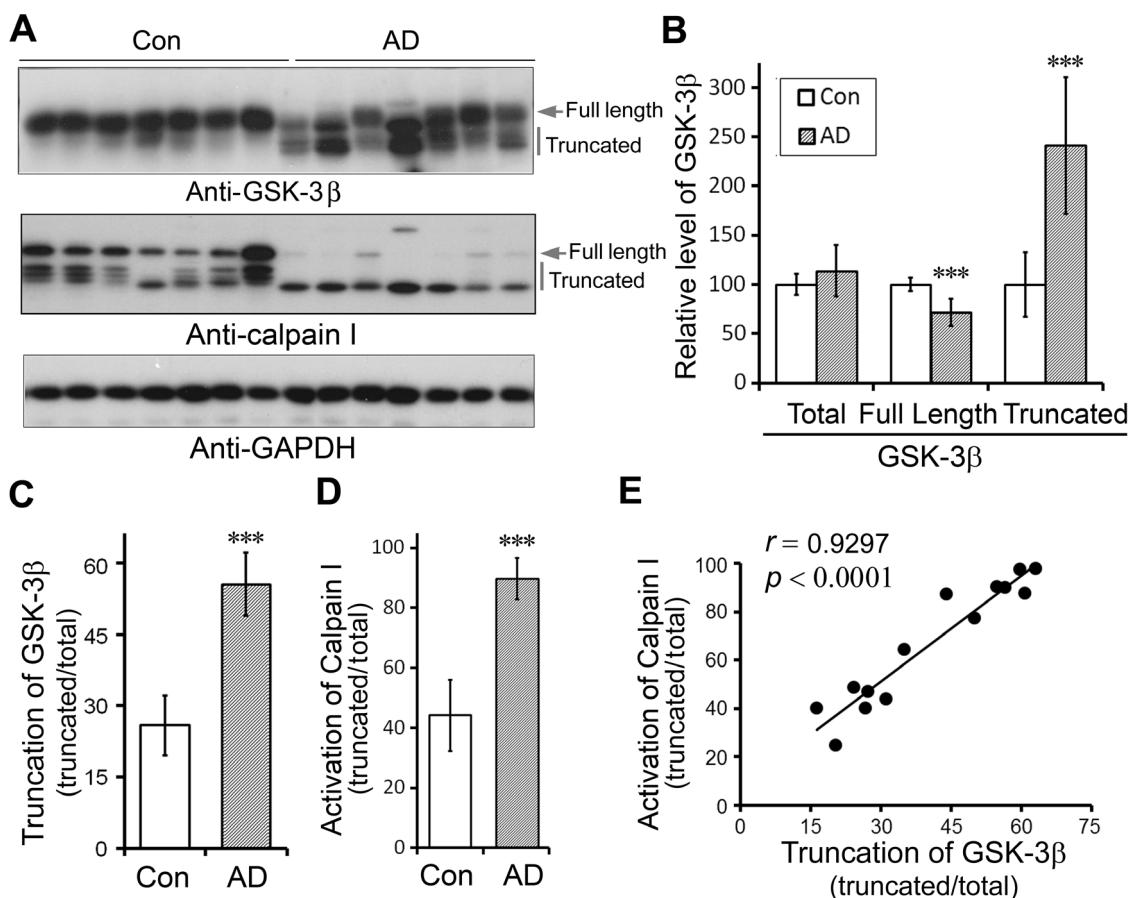 A
Con AD
Full length
Truncated
Anti-GSK-3β
Full length
Truncated
Anti-calpain I
Anti-GAPDH
B
Relative level of GSK-3β
300
250
200
150
100
50
0
Con
AD
***
***
Total Full Length Truncated
GSK-3β
C
Truncation of GSK-3β
(truncated/total)
60
45
30
15
0
***
Con AD
D
Activation of Calpain I
(truncated/total)
100
80
60
40
20
0
***
Con AD
E
r = 0.9297
p < 0.0001
Activation of Calpain I
(truncated/total)
100
80
60
40
20
0
0 15 30 45 60 75
Truncation of GSK-3β
(truncated/total)